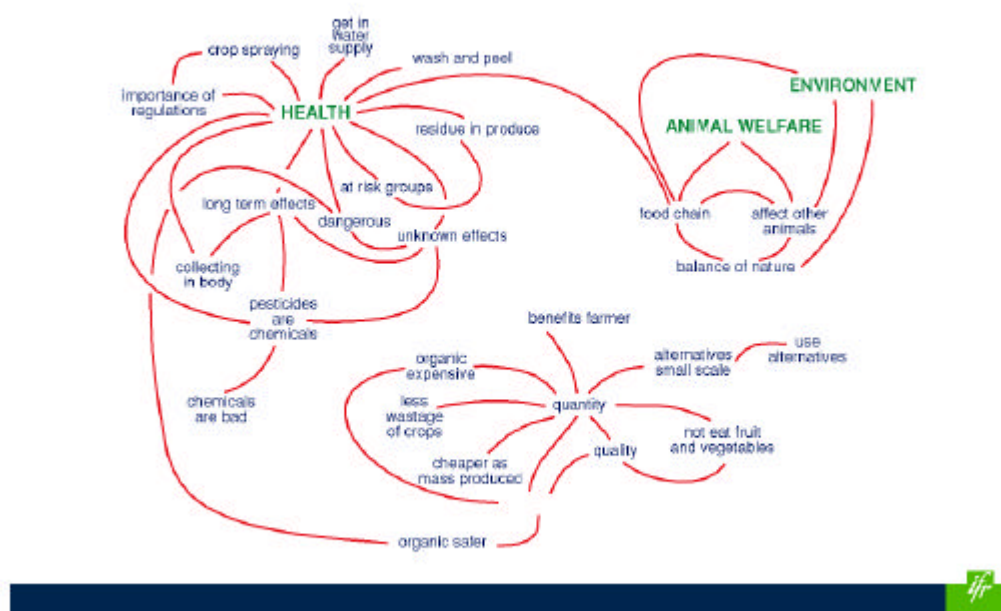 get in
water
supply
crop spraying
wash and peel
importance of
regulations
HEALTH
residue in produce
ENVIRONMENT
ANIMAL WELFARE
at risk groups
long term effects
dangerous
unknown effects
food chain
affect other
animals
collecting
in body
balance of nature
pesticides
are
chemicals
benefits farmer
organic
expensive
alternatives
small scale
use
alternatives
chemicals
are bad
less
wastage
of crops
quantity
not eat fruit
and vegetables
quality
cheaper as
mass produced
organic safer
ifr